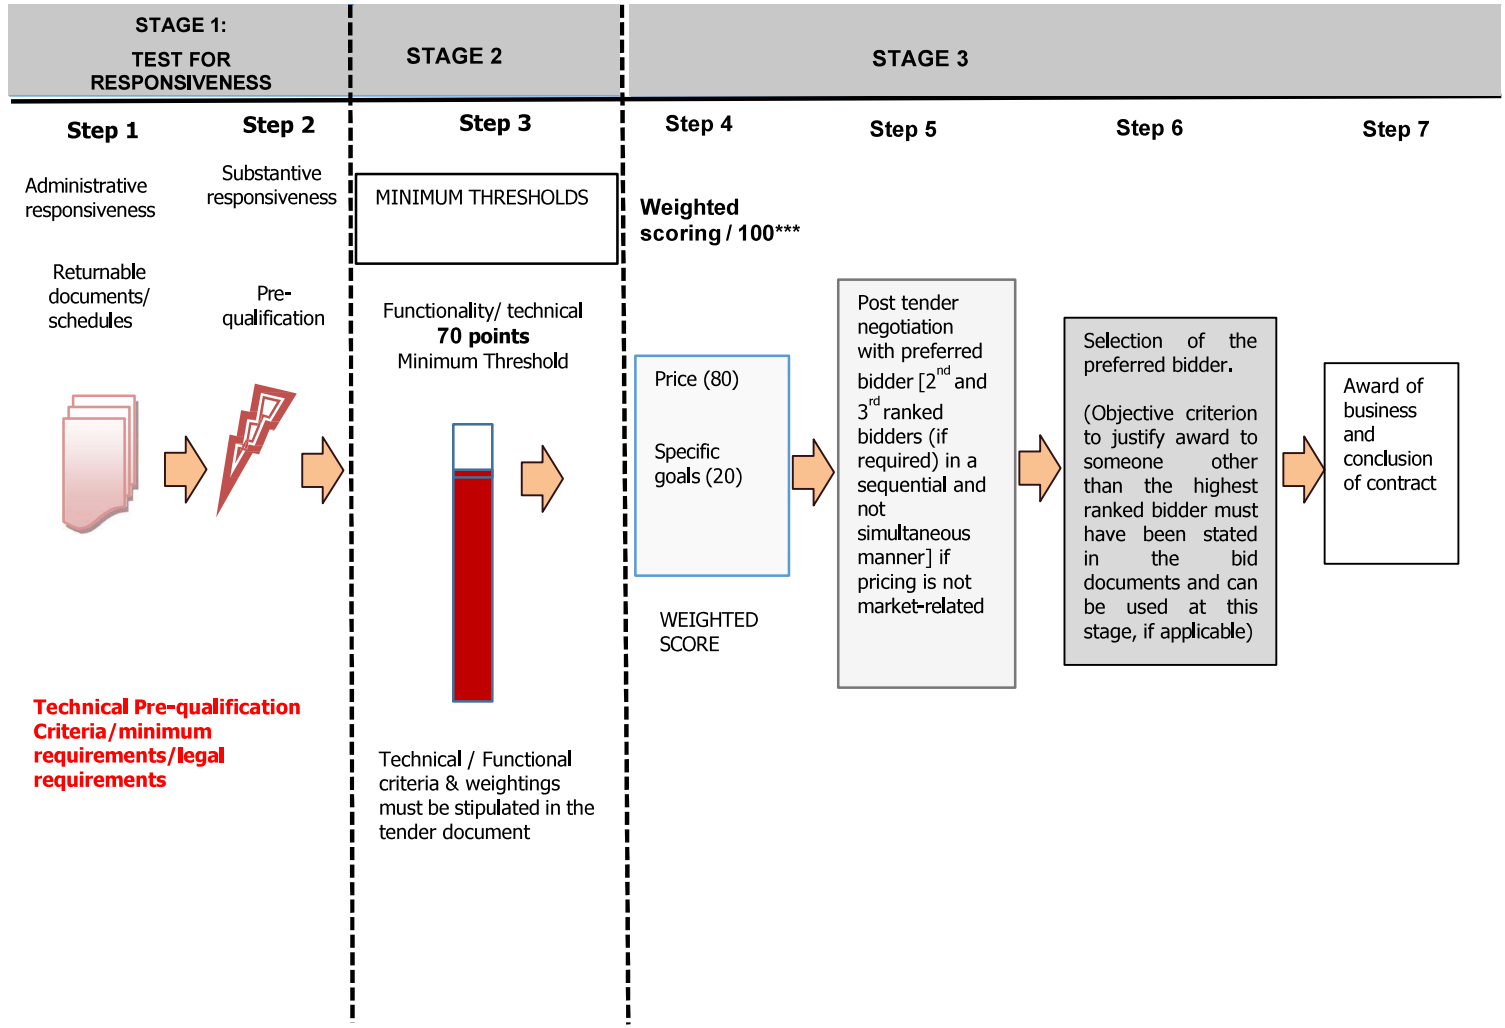 STAGE 1:
TEST FOR
RESPONSIVENESS
STAGE 2
STAGE 3
Step 1
Step 2
Step 3
Step 4
Step 5
Step 6
Step 7
Administrative
responsiveness
Returnable
documents/
schedules
Substantive
responsiveness
Pre-
qualification
Technical Pre-qualification
Criteria/minimum
requirements/legal
requirements
MINIMUM THRESHOLDS
Functionality/ technical
70 points
Minimum Threshold
Technical / Functional
criteria & weightings
must be stipulated in the
tender document
Weighted
scoring / 100***
Price (80)
Specific
goals (20)
WEIGHTED
SCORE
Post tender
negotiation
with preferred
bidder [2nd and
3rd ranked
bidders (if
required) in a
sequential and
not
simultaneous
manner] if
pricing is not
market-related
Selection of the
preferred bidder.
(Objective criterion
to justify award to
someone other
than the highest
ranked bidder must
have been stated
in the bid
documents and can
be used at this
stage, if applicable)
Award of
business
and
conclusion
of contract